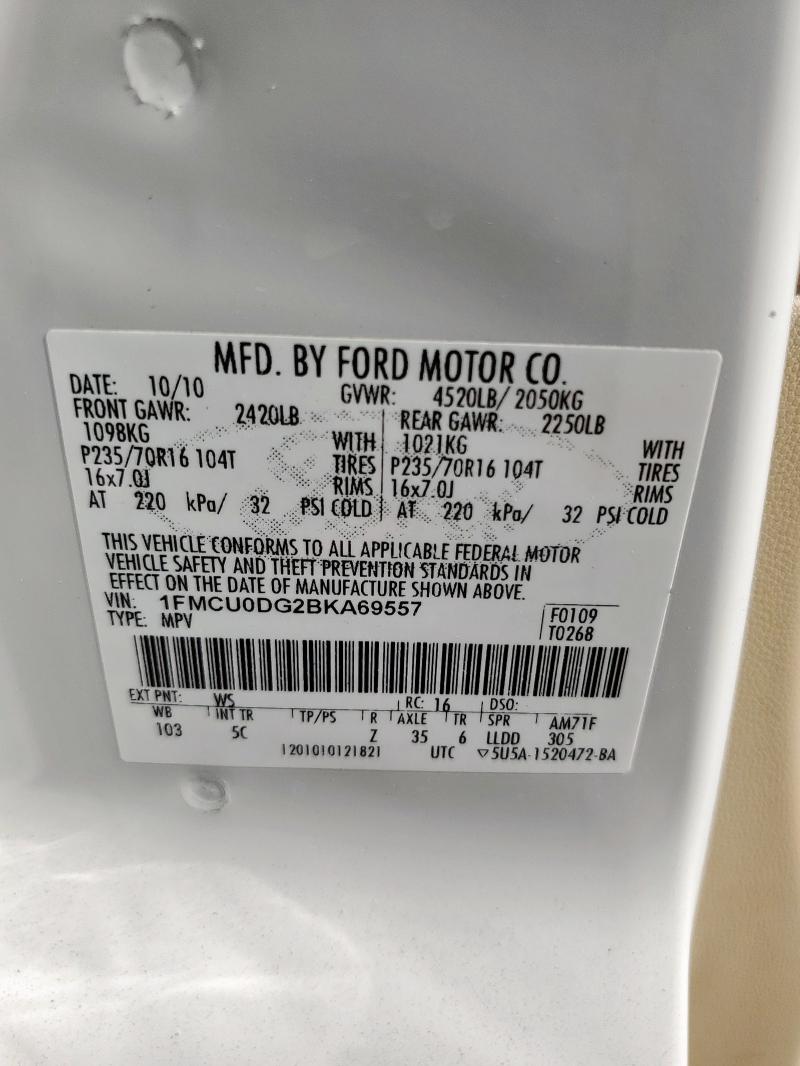 MFD. BY FORD MOTOR CO.
DATE: 10/10 GVWR: 4520LB/ 2050KG
FRONT GAWR: 2420LB REAR GAWR: 2250LB
1098KG WITH 1021KG WITH
P235/70R16 104T TIRES P235/70R16 104T TIRES
16x7.0J RIMS 16x7.0J RIMS
AT 220 kPa/ 32 PSI COLD AT 220 kPa/ 32 PSI COLD
THIS VEHICLE CONFORMS TO ALL APPLICABLE FEDERAL MOTOR
VEHICLE SAFETY AND THEFT PREVENTION STANDARDS IN
EFFECT ON THE DATE OF MANUFACTURE SHOWN ABOVE.
VIN: 1FMCU0DG2BKA69557 F0109
TYPE: MPV T0268
EXT PNT: WS RC: 16 DSO:
WB INT TR TP/PS R AXLE TR SPR AM71F
103 5C Z 35 6 LLDD 305
1201010121821 UTC ▽5U5A-1520472-BA